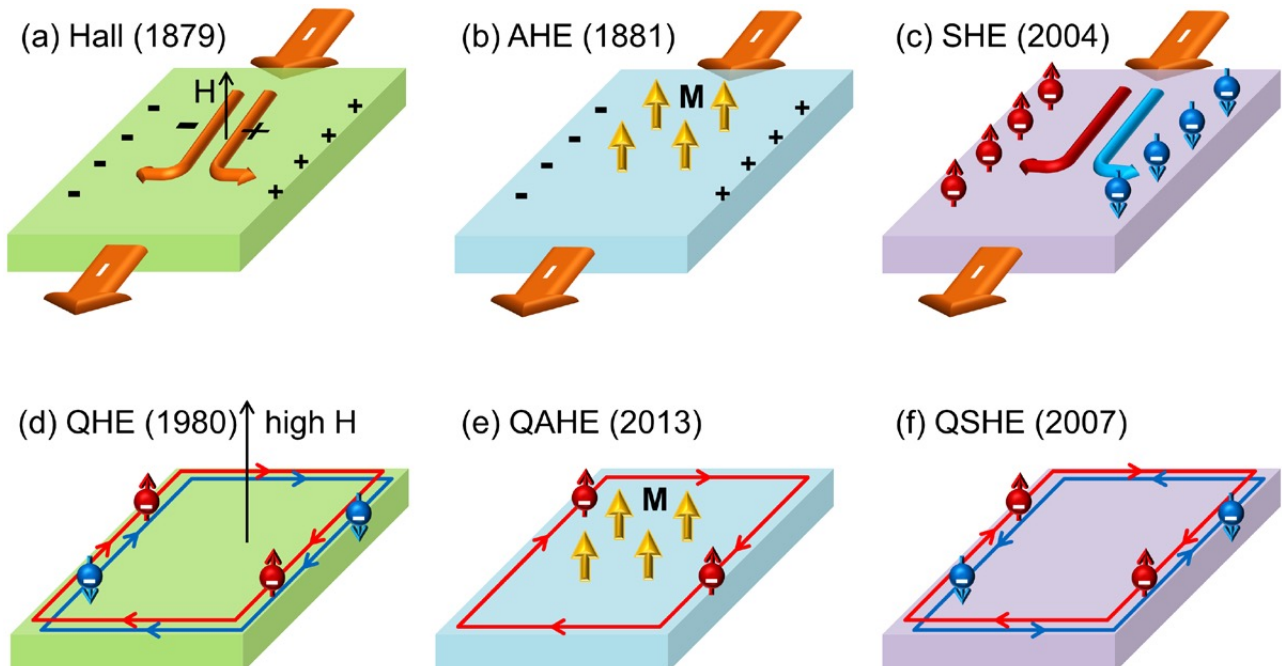 (a) Hall (1879)
(b) AHE (1881)
(c) SHE (2004)
H
M
- - - - -
+ + + + +
- - - -
+ + + +
(d) QHE (1980)
high H
(e) QAHE (2013)
(f) QSHE (2007)
M